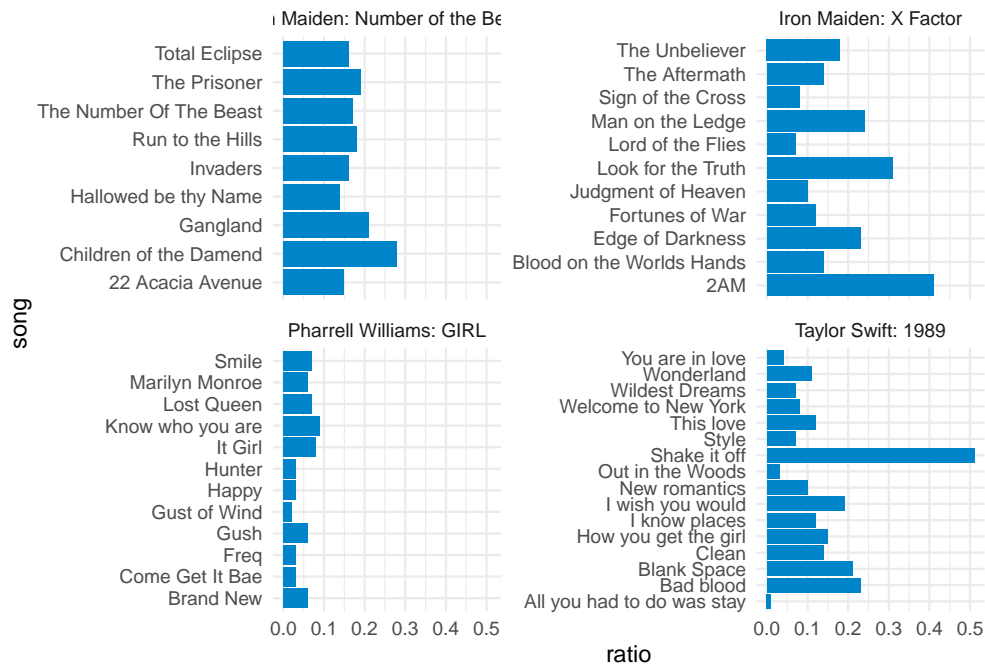 n Maiden: Number of the Be
Total Eclipse
The Prisoner
The Number Of The Beast
Run to the Hills
Invaders
Hallowed be thy Name
Gangland
Children of the Damend
22 Acacia Avenue
Iron Maiden: X Factor
The Unbeliever
The Aftermath
Sign of the Cross
Man on the Ledge
Lord of the Flies
Look for the Truth
Judgment of Heaven
Fortunes of War
Edge of Darkness
Blood on the Worlds Hands
2AM
song
Pharrell Williams: GIRL
Smile
Marilyn Monroe
Lost Queen
Know who you are
It Girl
Hunter
Happy
Gust of Wind
Gush
Freq
Come Get It Bae
Brand New
0.0 0.1 0.2 0.3 0.4 0.5
Taylor Swift: 1989
You are in love
Wonderland
Wildest Dreams
Welcome to New York
This love
Style
Shake it off
Out in the Woods
New romantics
I wish you would
I know places
How you get the girl
Clean
Blank Space
Bad blood
All you had to do was stay
0.0 0.1 0.2 0.3 0.4 0.5
ratio